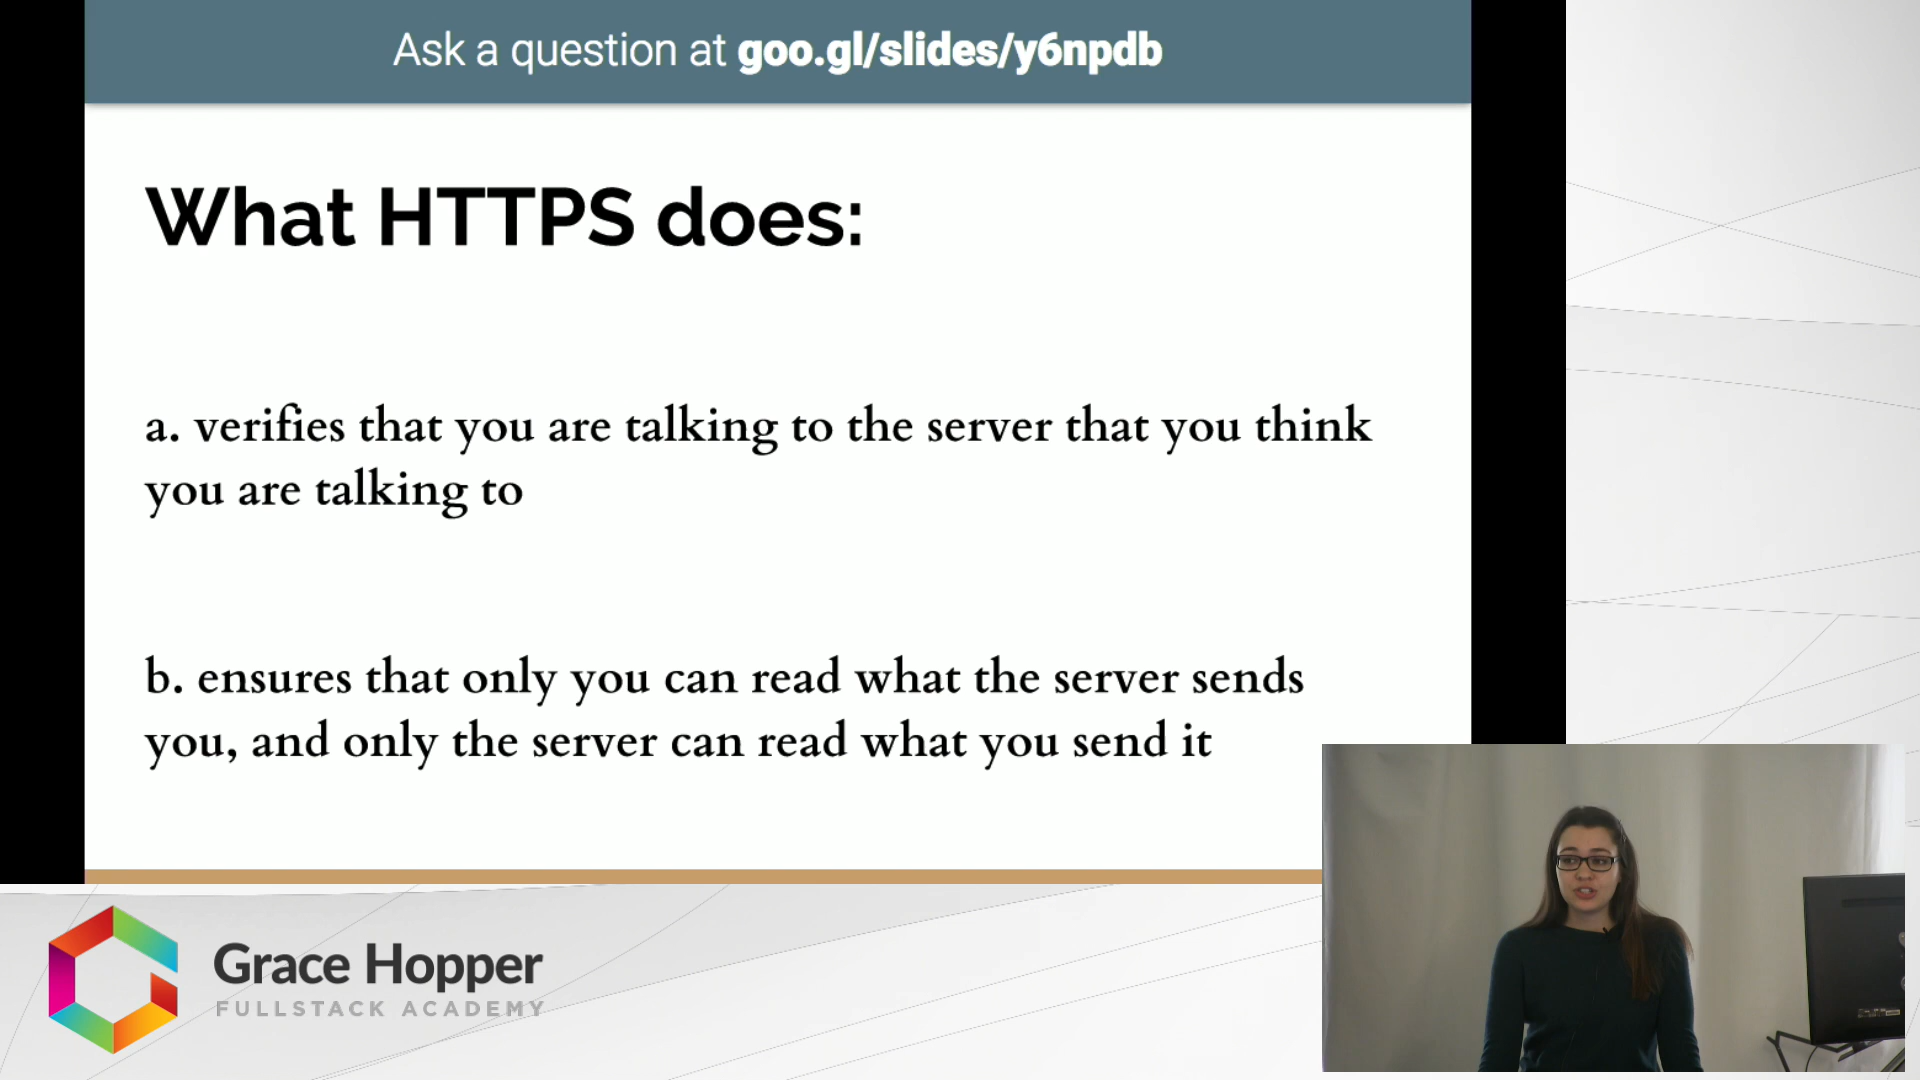 Ask a question at goo.gl/slides/y6npdb
What HTTPS does:
a. verifies that you are talking to the server that you think
you are talking to
b. ensures that only you can read what the server sends
you, and only the server can read what you send it
Grace Hopper
FULLSTACK ACADEMY